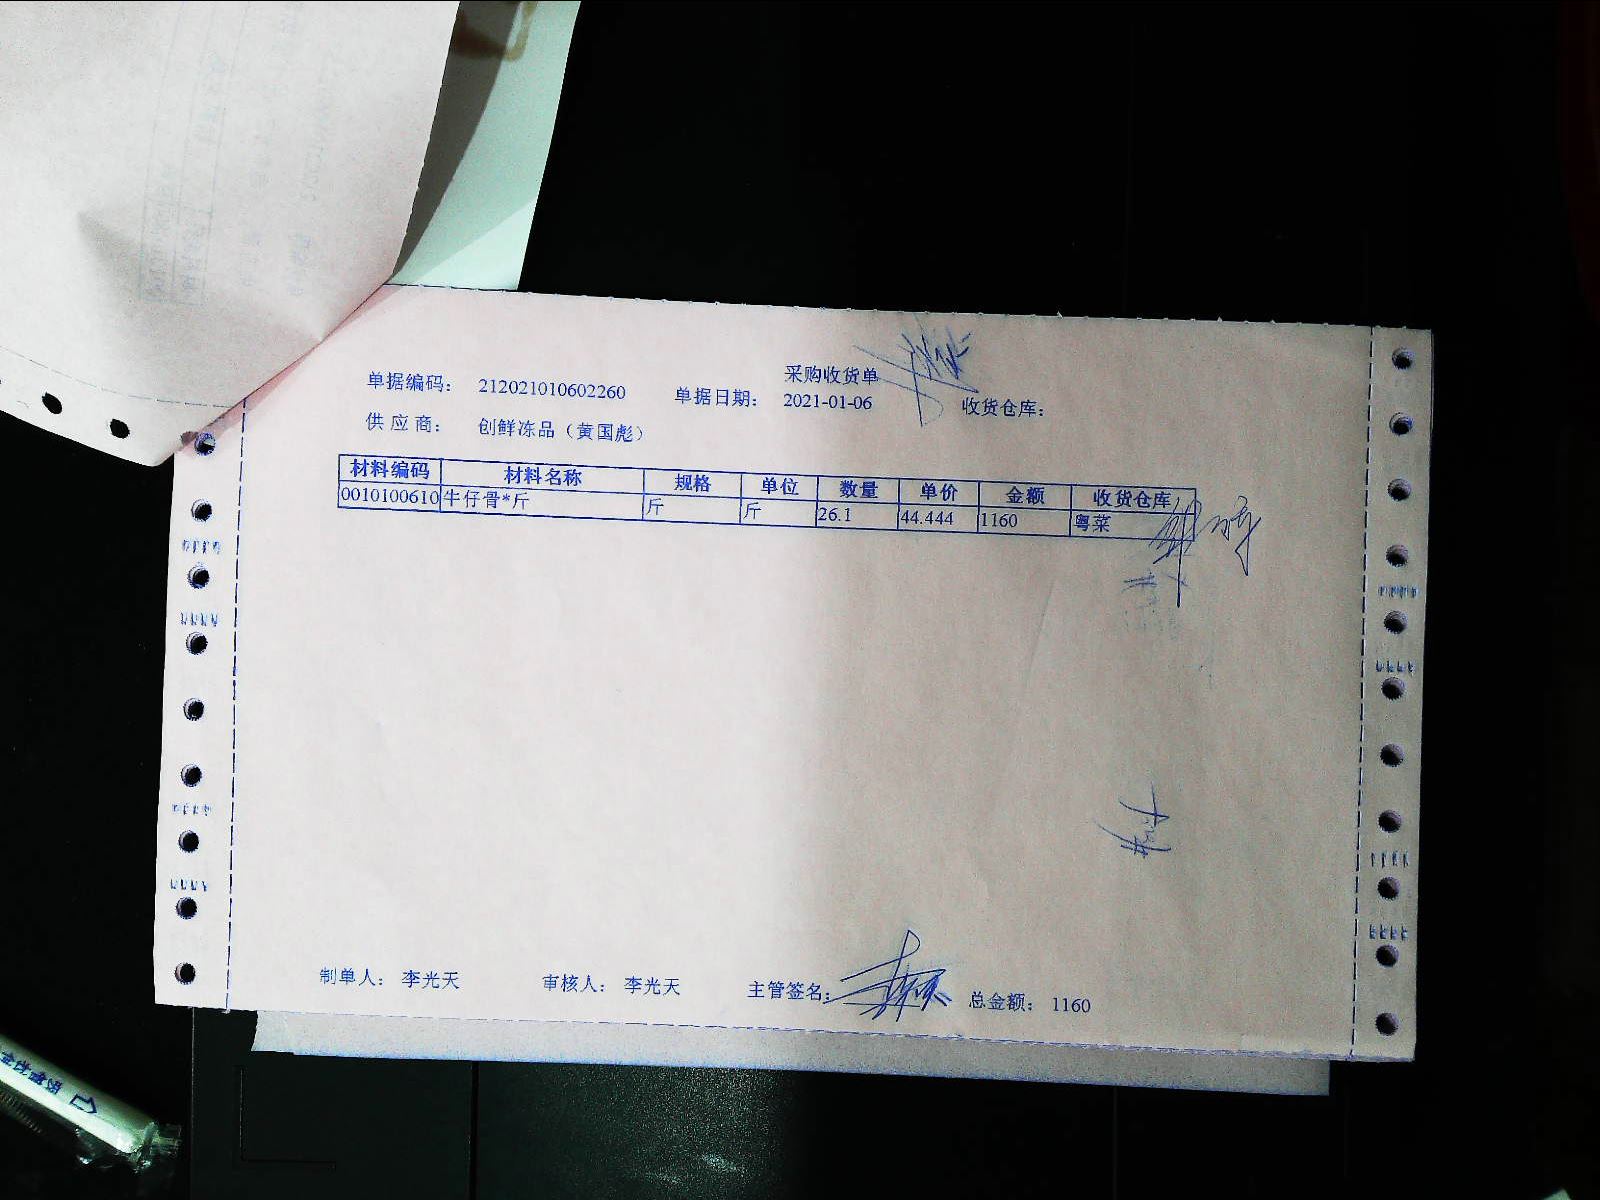 采购收货单
单据编码： 212021010602260 单据日期： 2021-01-06 收货仓库：
供应商： 创鲜冻品（黄国彪）
材料编码 材料名称 规格 单位 数量 单价 金额 收货仓库
0010100610 牛仔骨*斤 斤 斤 26.1 44.444 1160 粤菜
制单人： 李光天 审核人： 李光天 主管签名： 总金额： 1160